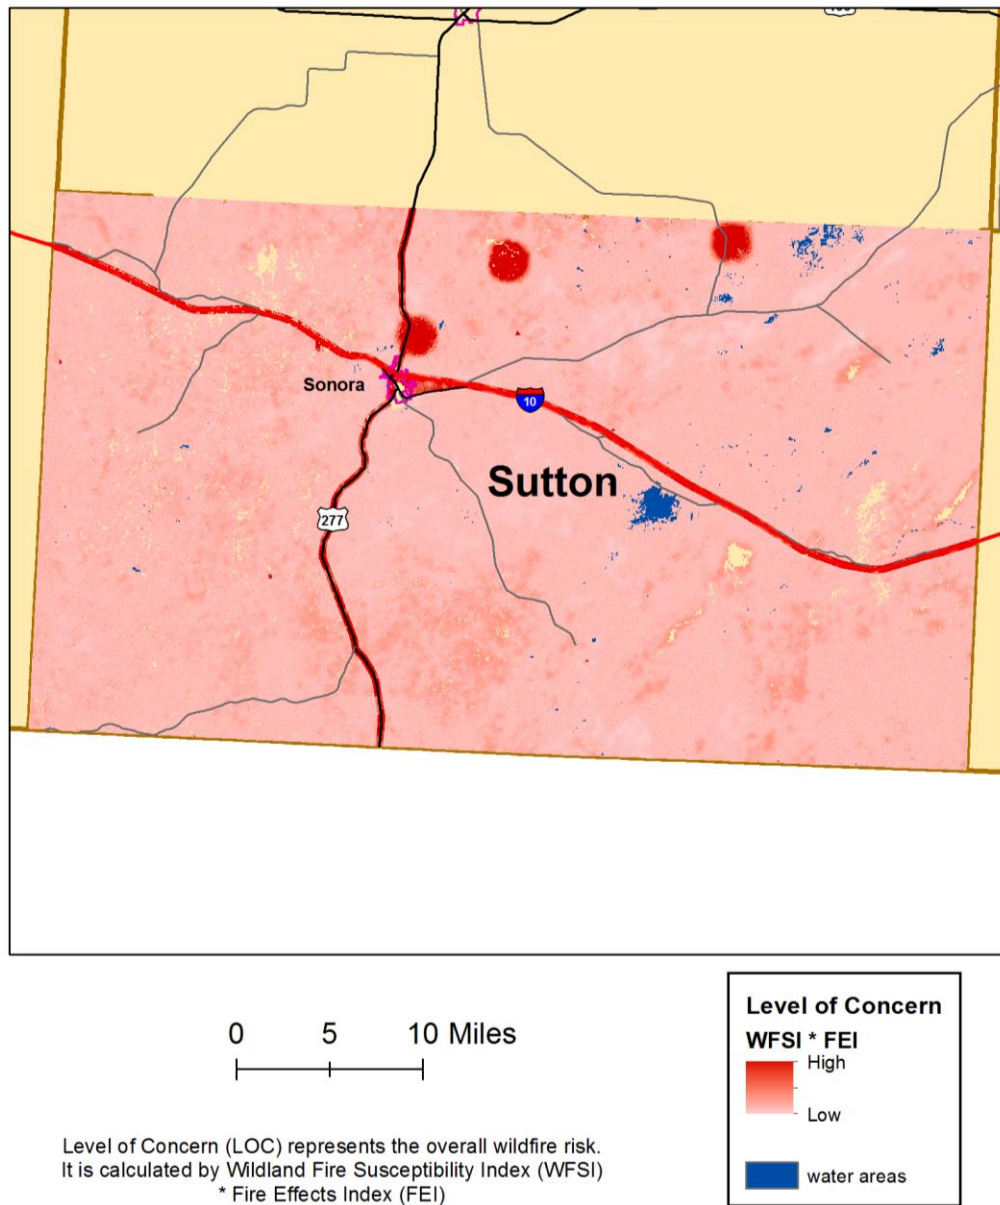 Sonora
10
Sutton
277
0 5 10 Miles
Level of Concern (LOC) represents the overall wildfire risk.
It is calculated by Wildland Fire Susceptibility Index (WFSI)
* Fire Effects Index (FEI)
Level of Concern
WFSI * FEI
High
Low
water areas